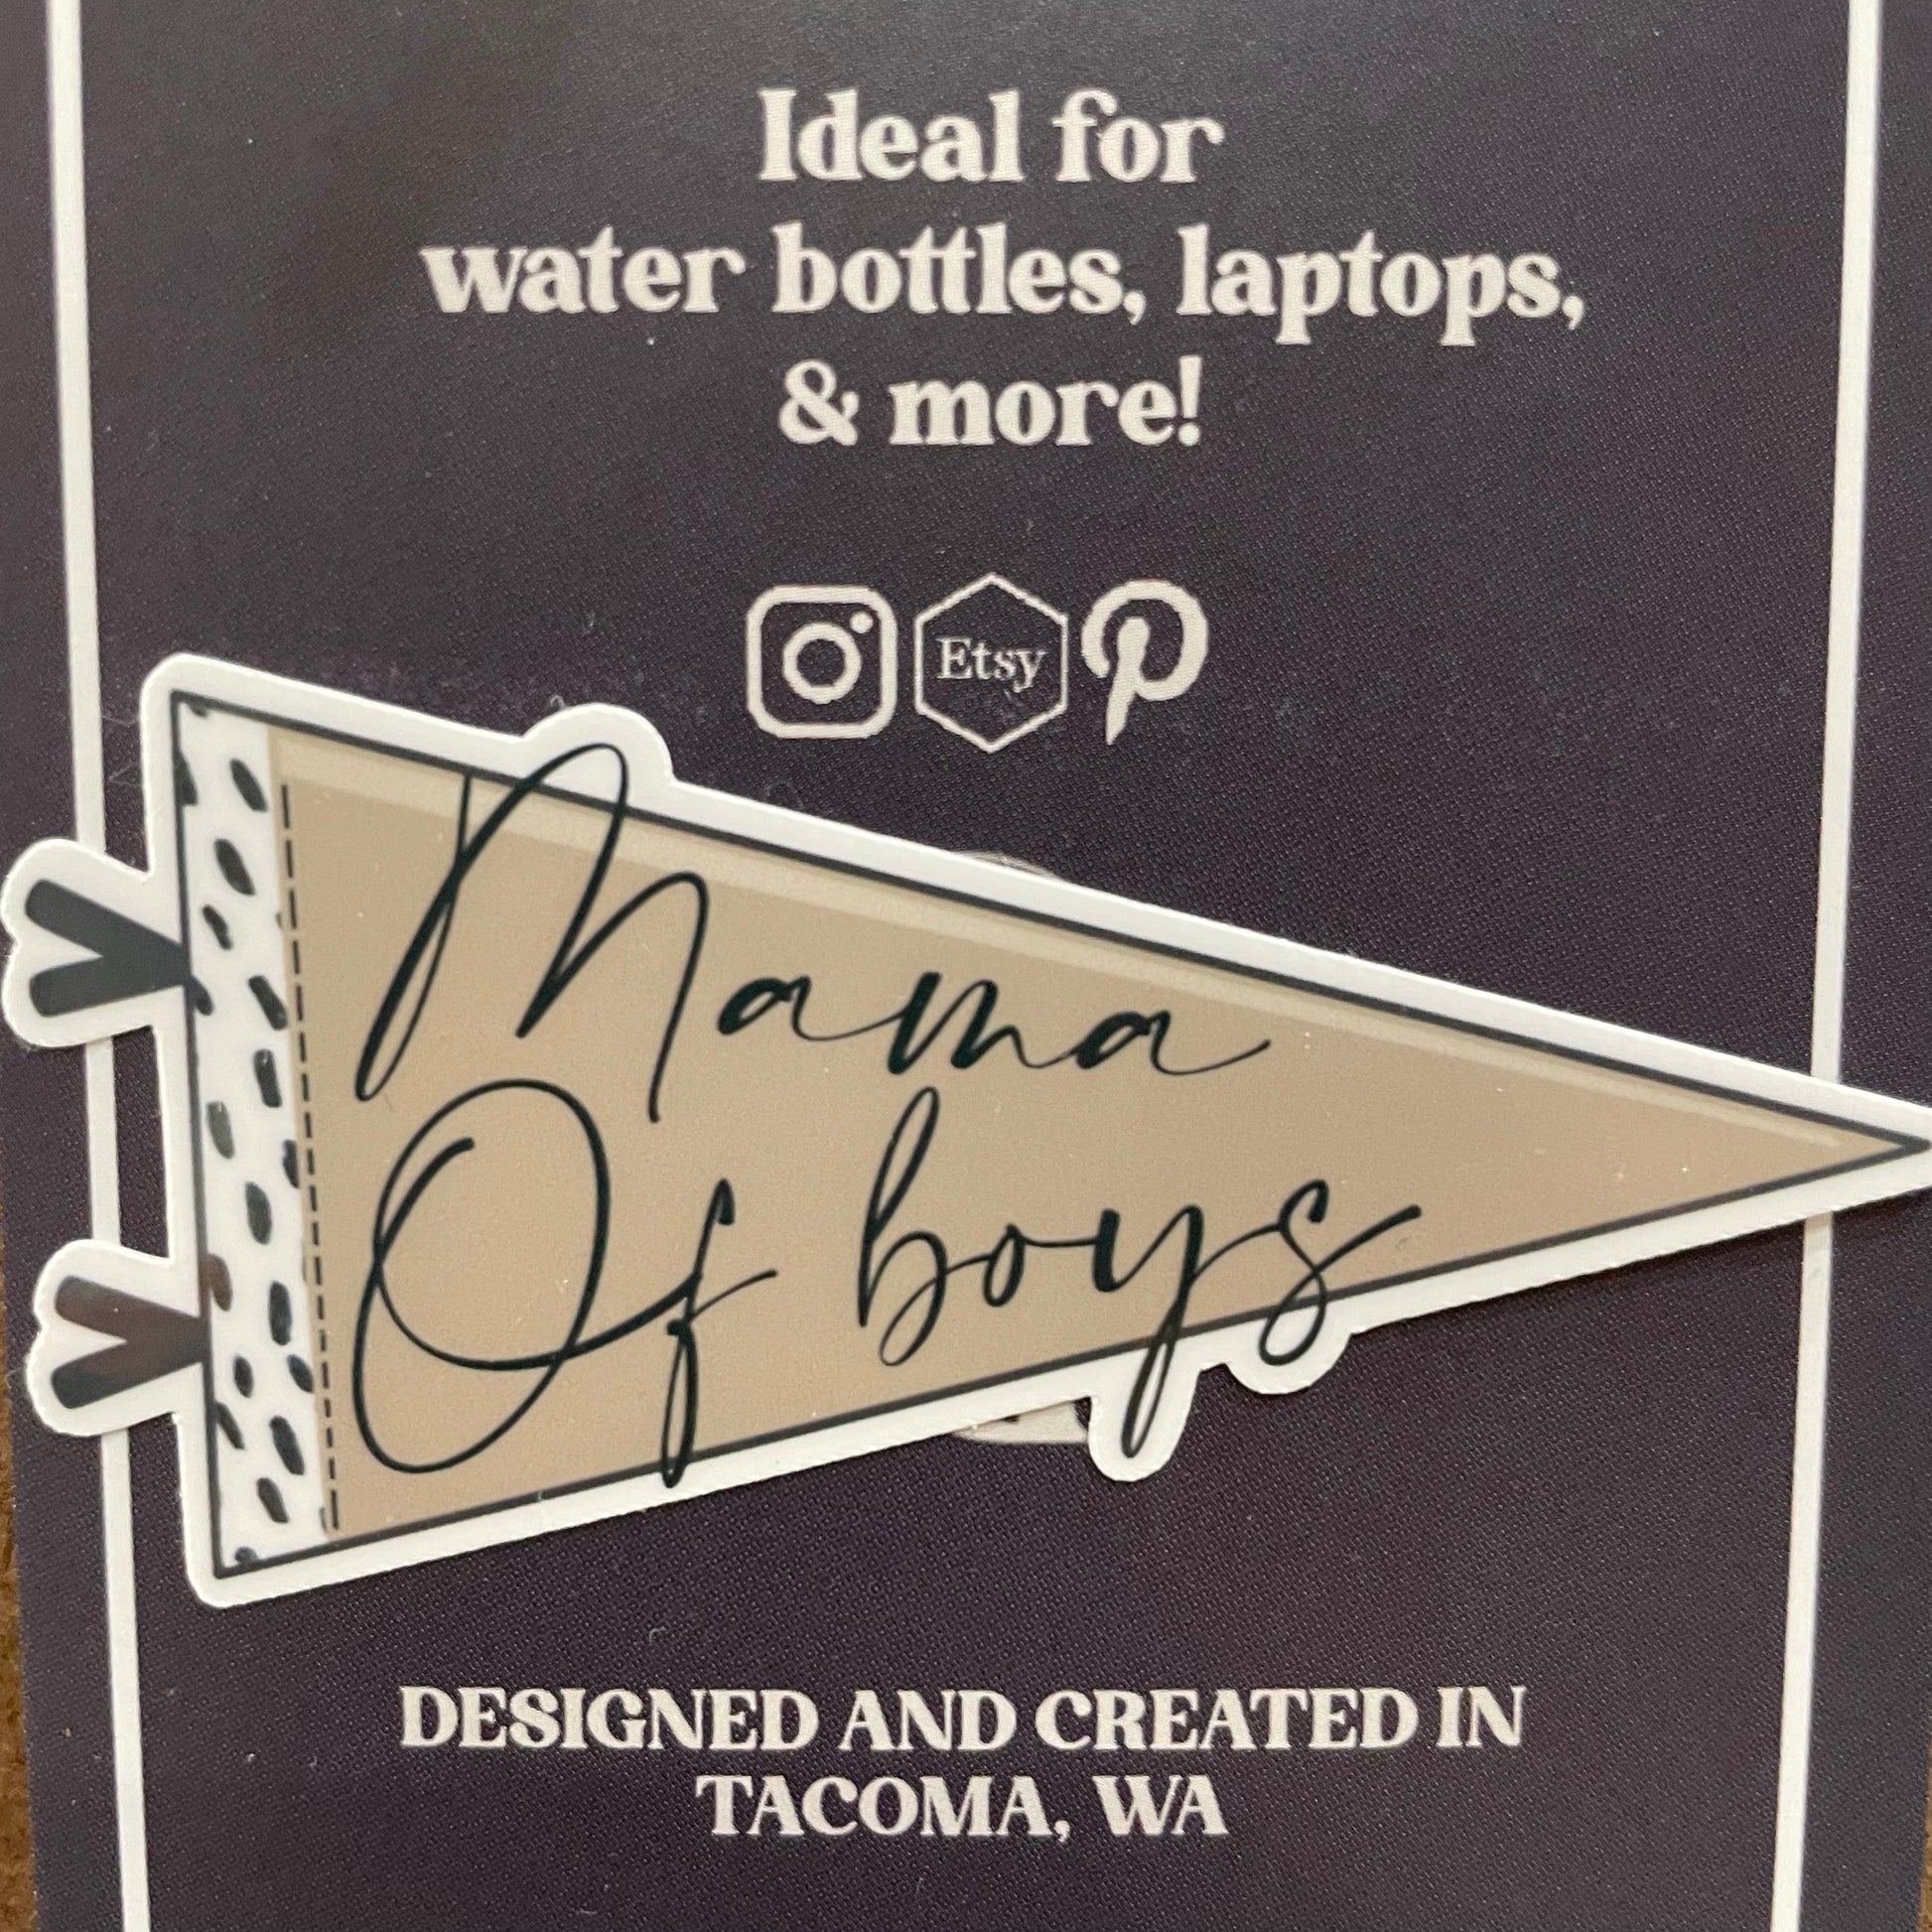 Ideal for
water bottles, laptops,
& more!
Etsy
Mama
Of boys
DESIGNED AND CREATED IN
TACOMA, WA